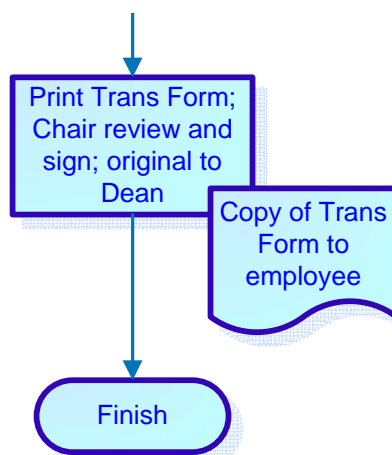 Print Trans Form;
Chair review and
sign; original to
Dean
Copy of Trans
Form to
employee
Finish